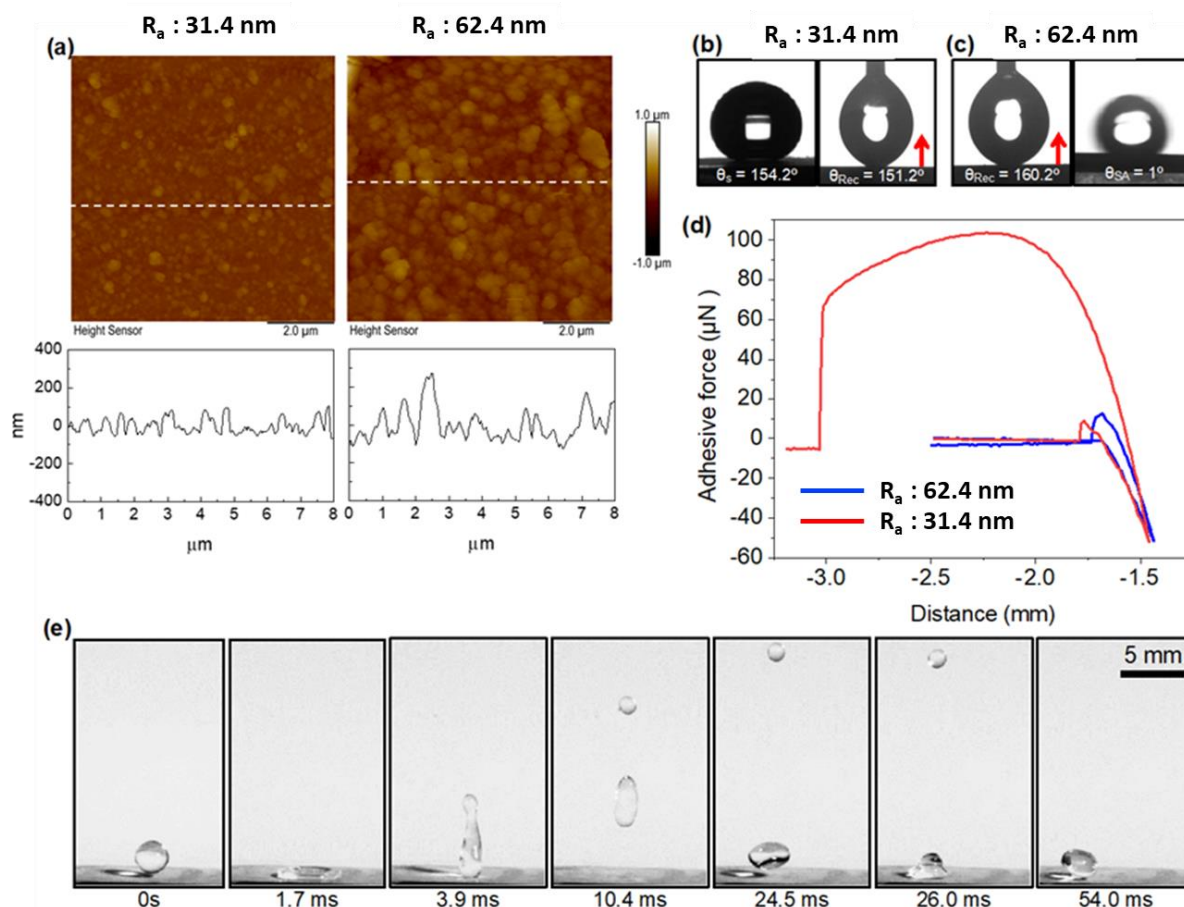 Rₐ : 31.4 nm
Rₐ : 62.4 nm
(a)
1.0 µm
-1.0 µm
Height Sensor
2.0 µm
Height Sensor
2.0 µm
400
200
0
-200
-400
nm
0 1 2 3 4 5 6 7 8
µm
0 1 2 3 4 5 6 7 8
µm
(b)
Rₐ : 31.4 nm
(c)
Rₐ : 62.4 nm
θs = 154.2º
θRec = 151.2º
θRec = 160.2º
θSA = 1º
(d)
100
80
60
40
20
0
-20
-40
-60
Adhesive force (µN)
Rₐ : 62.4 nm
Rₐ : 31.4 nm
-3.0 -2.5 -2.0 -1.5
Distance (mm)
(e)
5 mm
0s
1.7 ms
3.9 ms
10.4 ms
24.5 ms
26.0 ms
54.0 ms